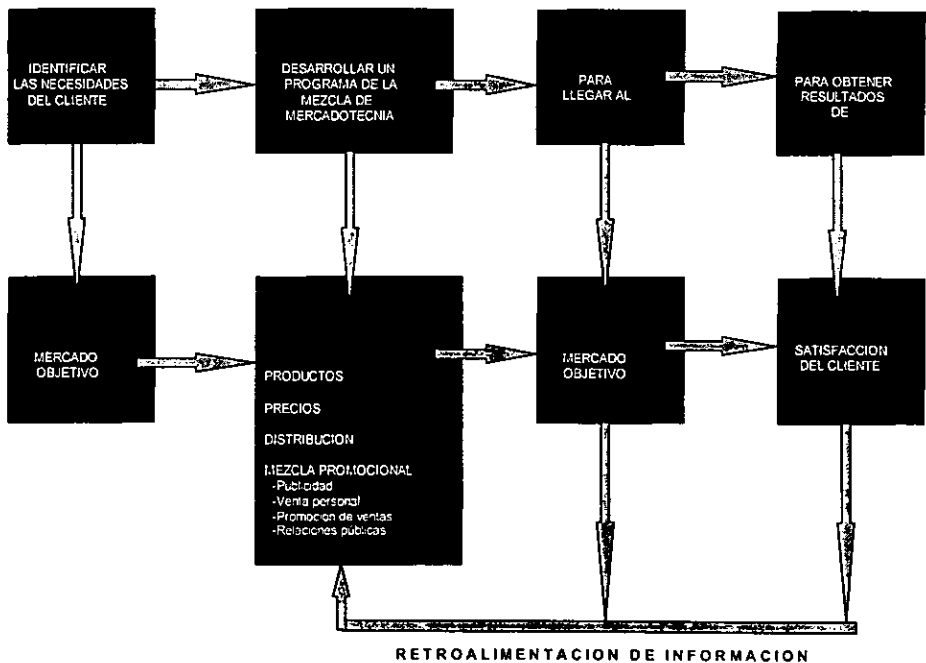 IDENTIFICAR
LAS NECESIDADES
DEL CLIENTE
DESARROLLAR UN
PROGRAMA DE LA
MEZCLA DE
MERCADOTECNIA
PARA
LLEGAR AL
PARA OBTENER
RESULTADOS
DE
MERCADO
OBJETIVO
PRODUCTOS
PRECIOS
DISTRIBUCION
MEZCLA PROMOCIONAL
-Publicidad
-Venta personal
-Promocion de ventas
-Relaciones públicas
MERCADO
OBJETIVO
SATISFACCION
DEL CLIENTE
RETROALIMENTACION DE INFORMACION